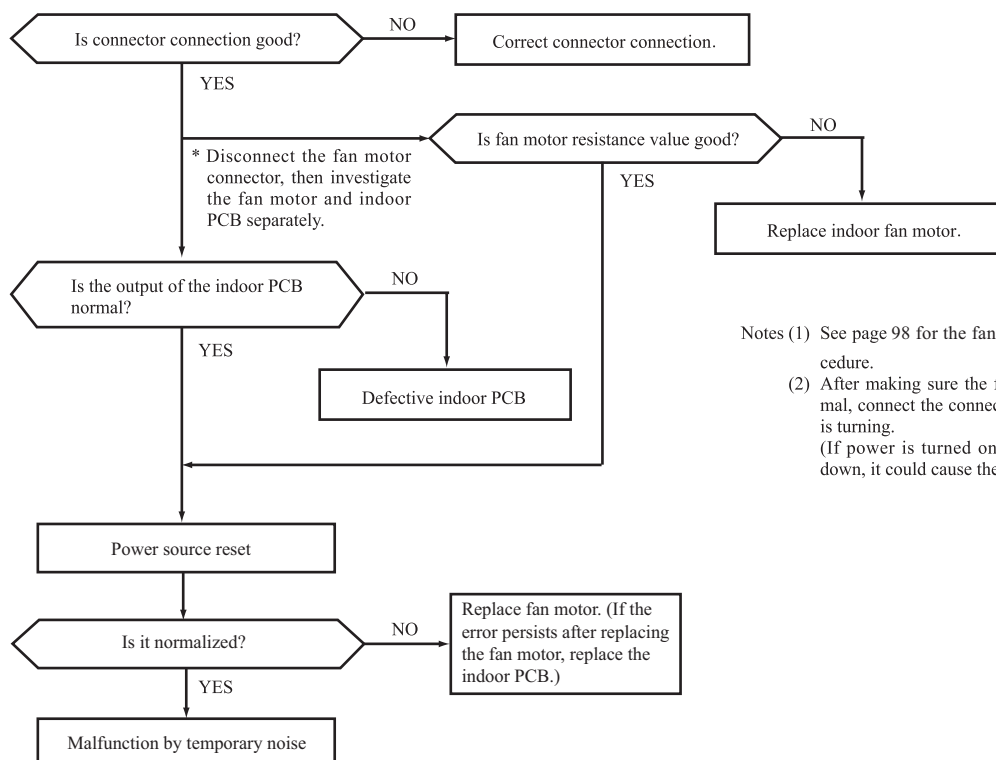 Is connector connection good?
NO
Correct connector connection.
YES
Is fan motor resistance value good?
NO
* Disconnect the fan motor
connector, then investigate
the fan motor and indoor
PCB separately.
YES
Replace indoor fan motor.
Is the output of the indoor PCB
normal?
NO
YES
Defective indoor PCB
Notes (1) See page 98 for the fan
cedure.
(2) After making sure the
mal, connect the
is turning.
(If power is turned on
down, it could cause the
Power source reset
Is it normalized?
NO
Replace fan motor. (If the
error persists after replacing
the fan motor, replace the
indoor PCB.)
YES
Malfunction by temporary noise